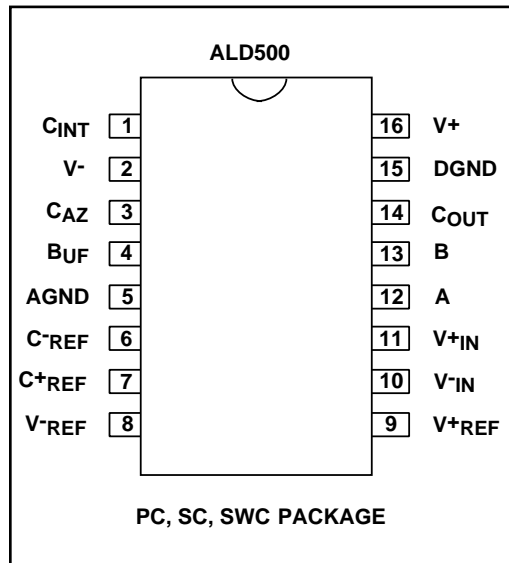 ALD500
CINT 1 16 V+
V- 2 15 DGND
CAZ 3 14 COUT
BUF 4 13 B
AGND 5 12 A
C-REF 6 11 V+IN
C+REF 7 10 V-IN
V-REF 8 9 V+REF
PC, SC, SWC PACKAGE